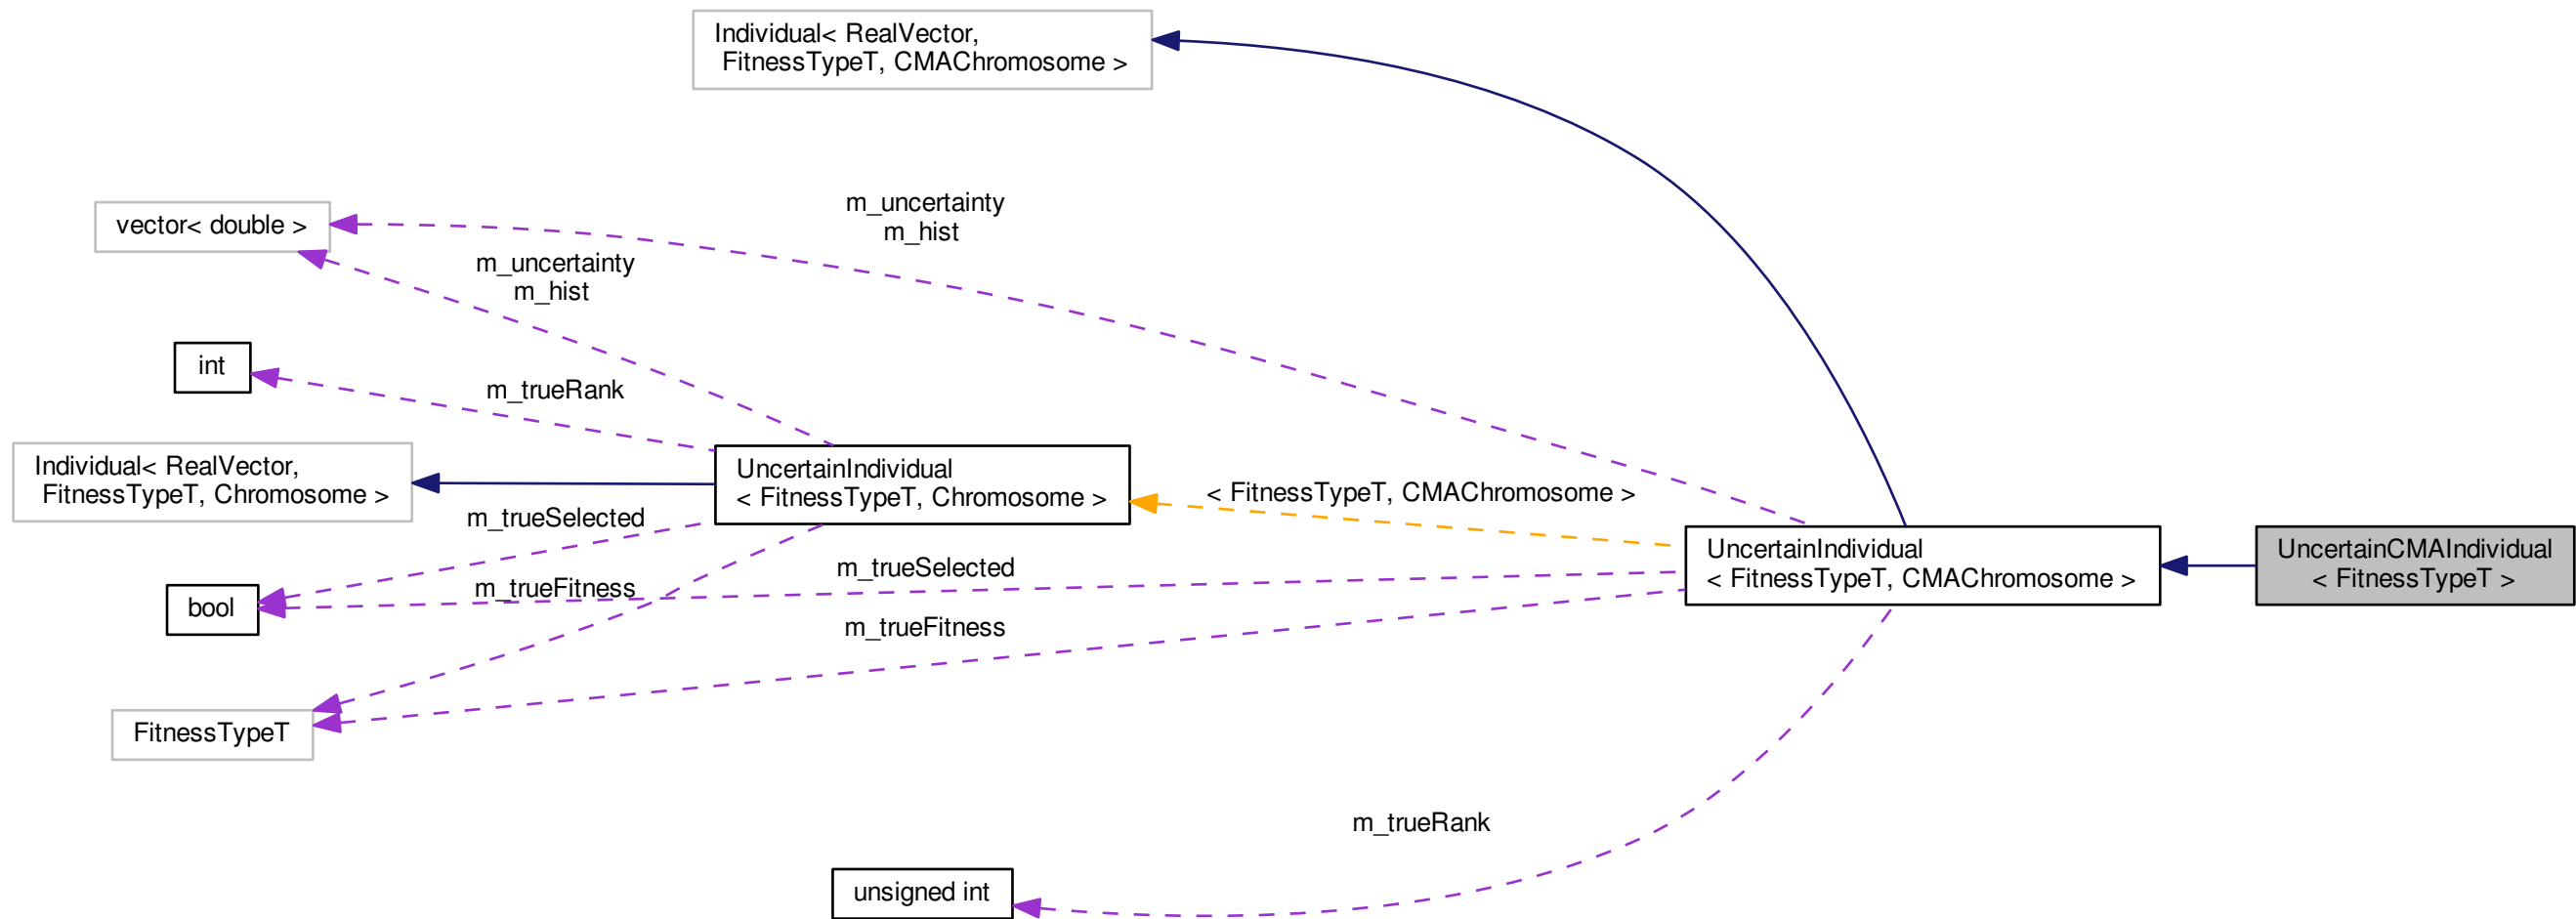 Individual< RealVector,
FitnessTypeT, CMAChromosome >
m_uncertainty
m_hist
vector< double >
m_uncertainty
m_hist
int
m_trueRank
Individual< RealVector,
FitnessTypeT, Chromosome >
UncertainIndividual
< FitnessTypeT, Chromosome >
< FitnessTypeT, CMAChromosome >
m_trueSelected
UncertainIndividual
< FitnessTypeT, CMAChromosome >
UncertainCMAIndividual
< FitnessTypeT >
m_trueSelected
m_trueFitness
bool
m_trueFitness
FitnessTypeT
m_trueRank
unsigned int